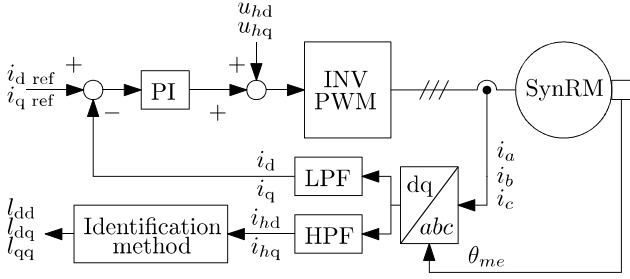 u_hd
u_hq
i_d ref
i_q ref
+
−
PI
+
+
INV
PWM
SynRM
i_a
i_b
i_c
i_d
i_q
LPF
dq
abc
l_dd
l_dq
l_qq
Identification
method
i_hd
i_hq
HPF
θ_me